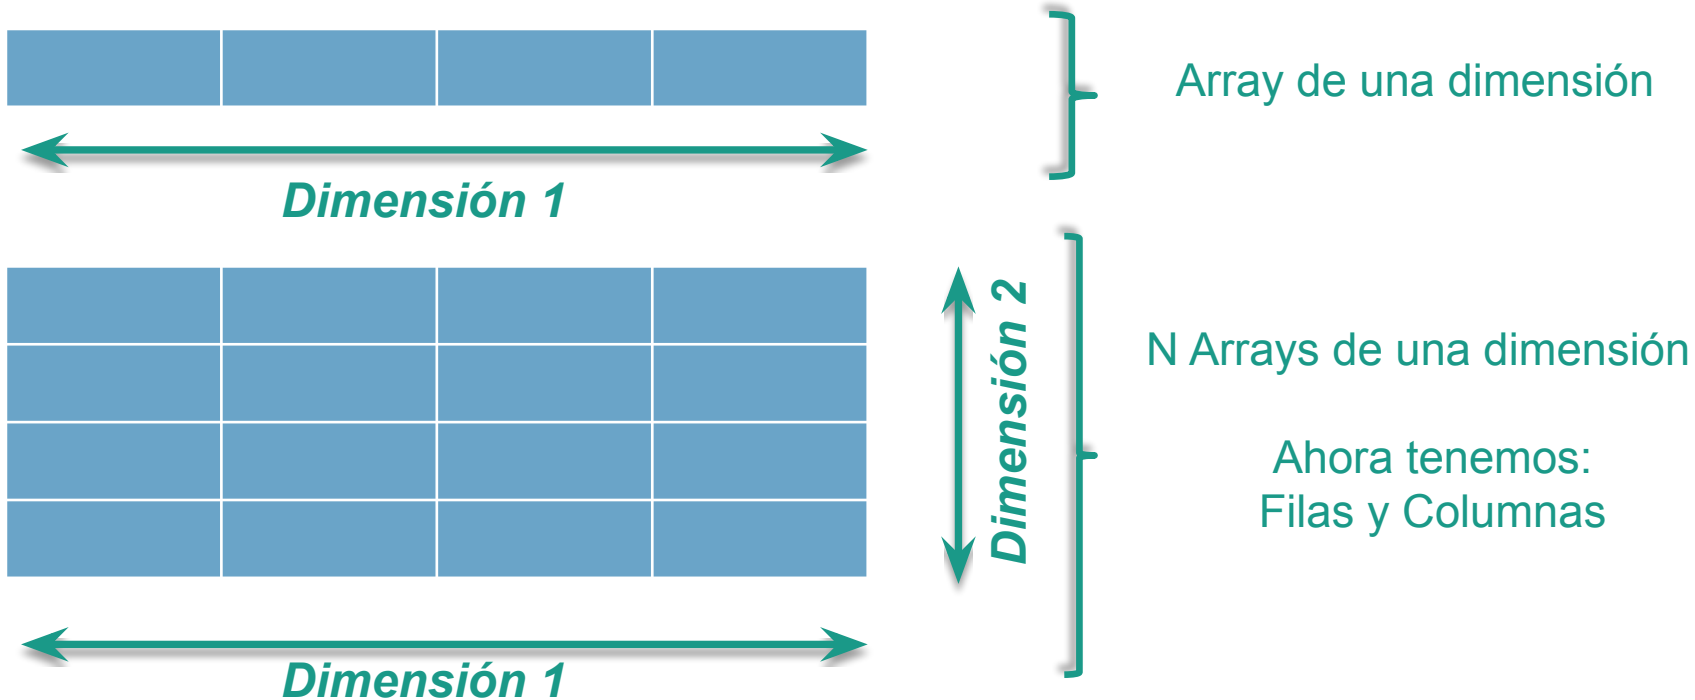 Array de una dimensión
Dimensión 1
Dimensión 2
N Arrays de una dimensión
Ahora tenemos:
Filas y Columnas
Dimensión 1